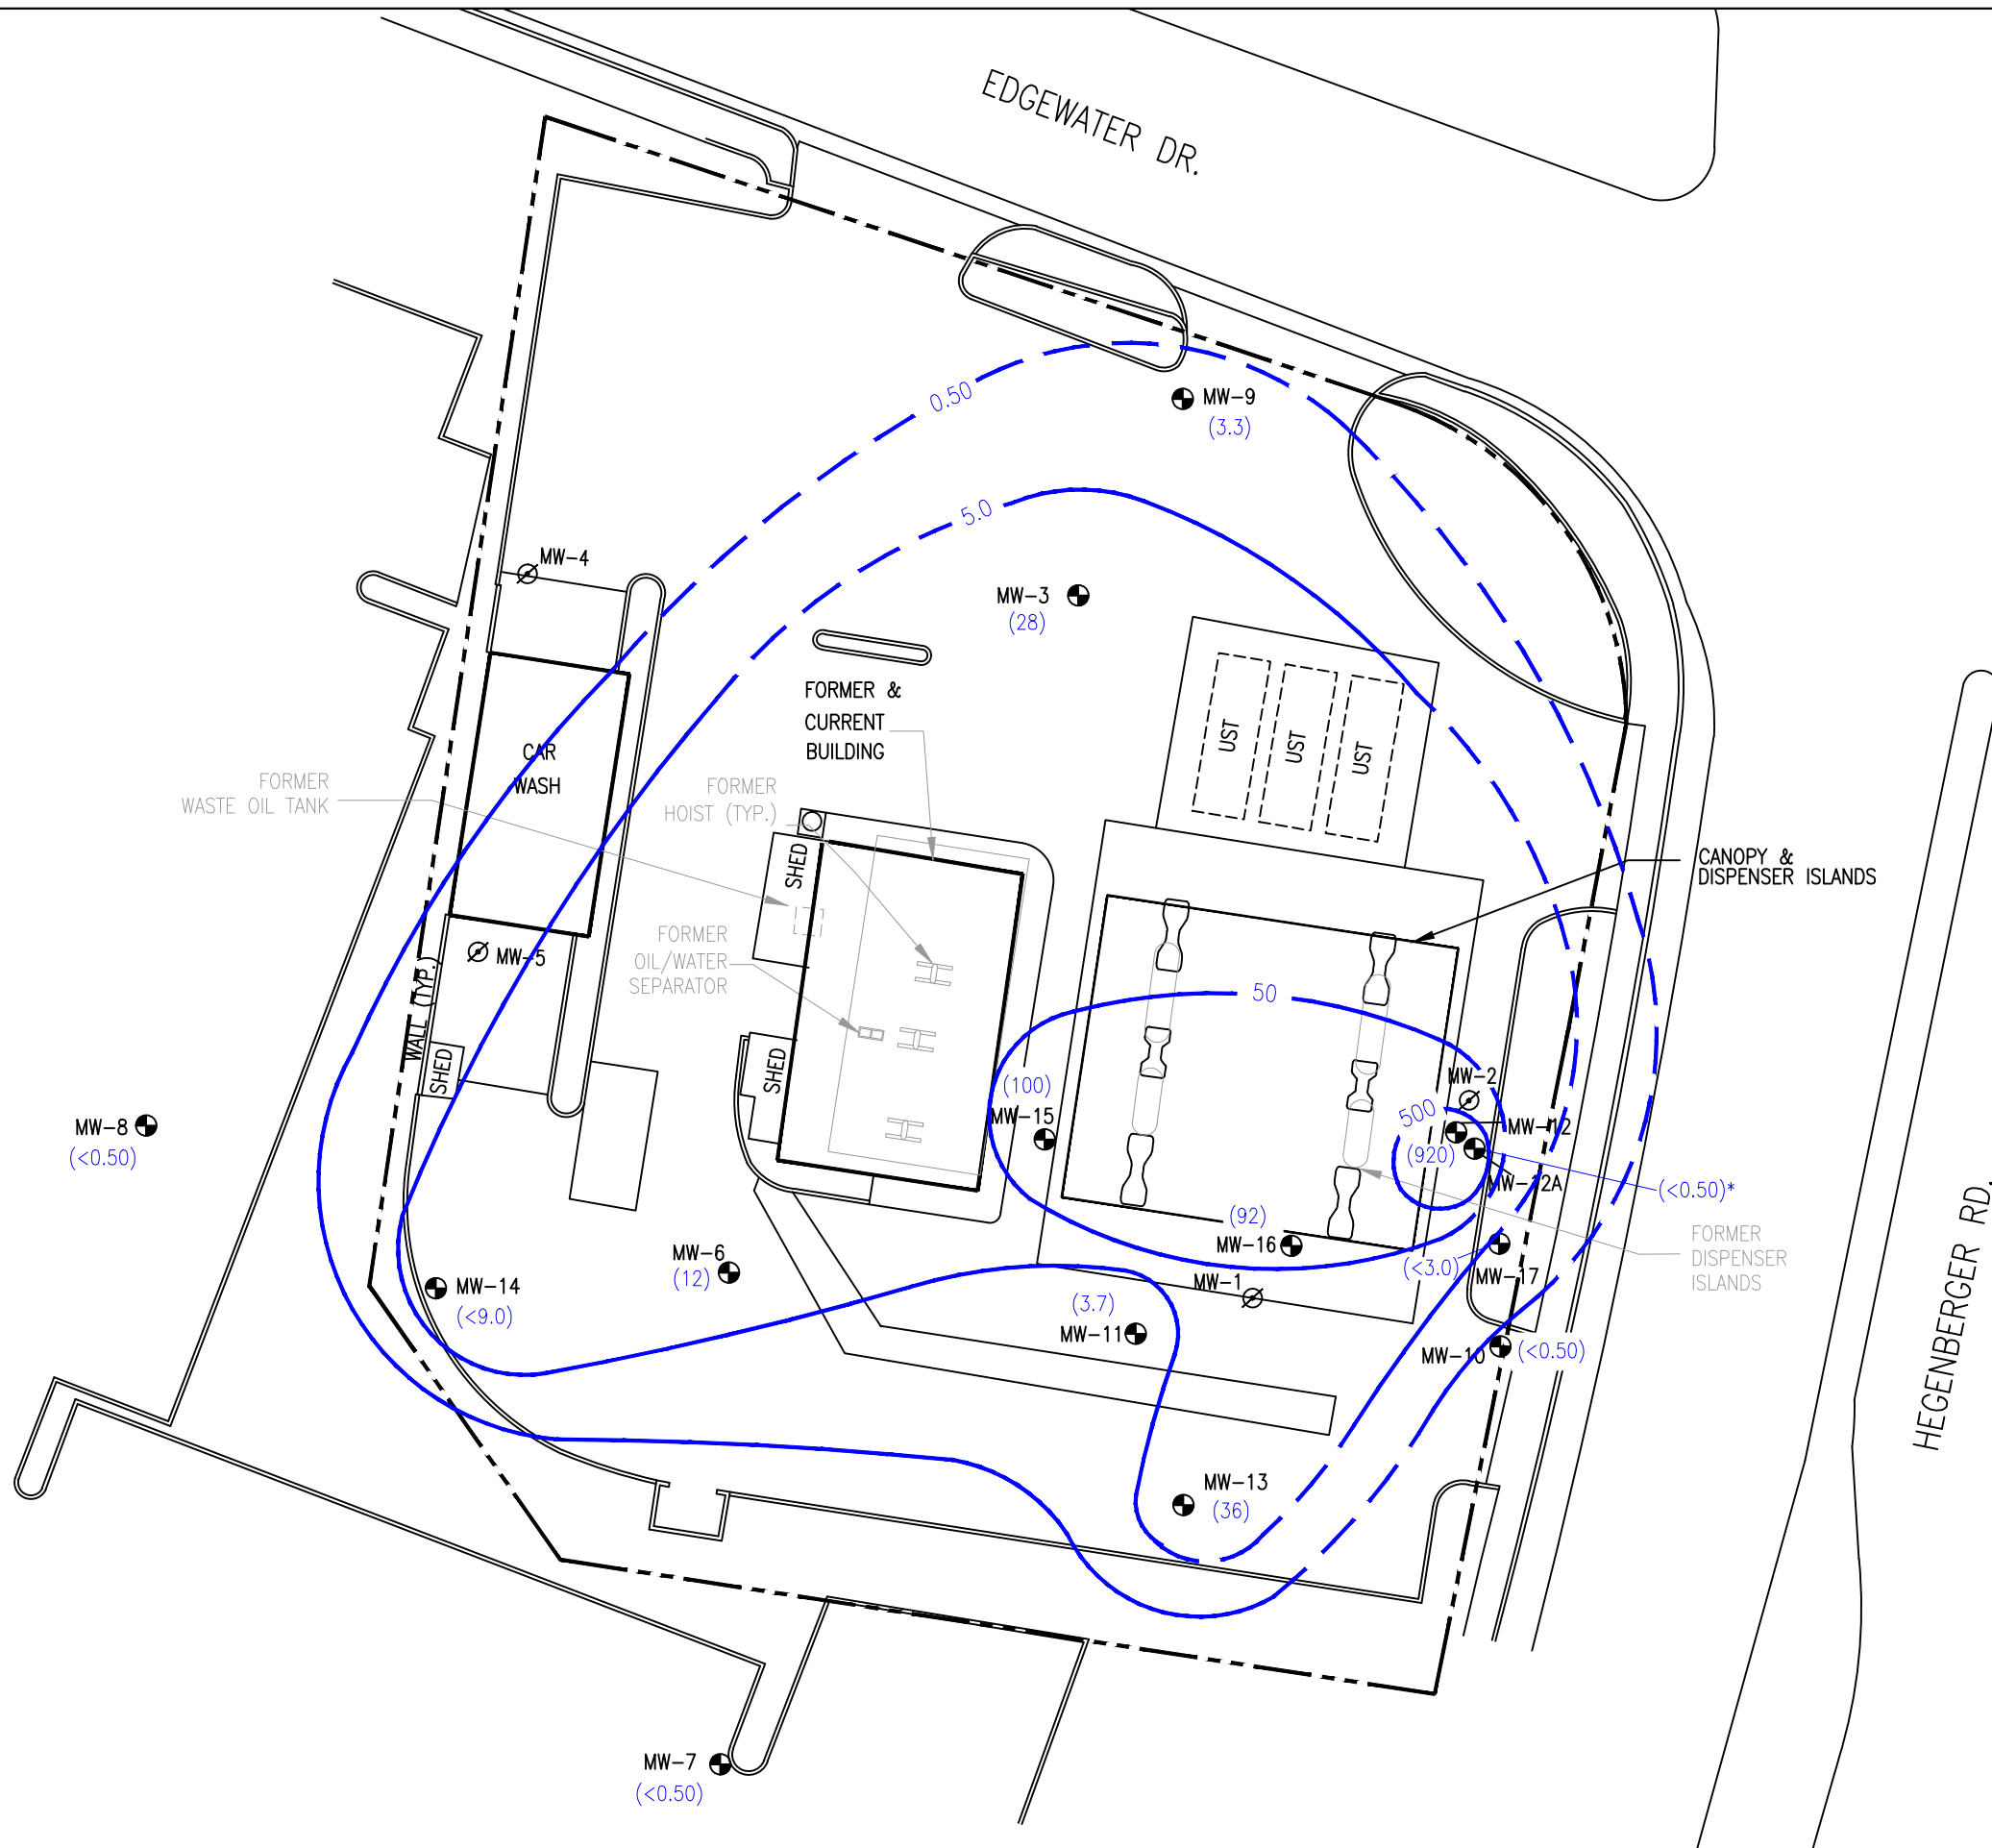 EDGEWATER DR.
MW-9
(3.3)
0.50
5.0
MW-4
MW-3
(28)
FORMER &
CURRENT
BUILDING
UST
UST
UST
CAR
WASH
FORMER
WASTE OIL TANK
FORMER
HOIST (TYP.)
SHED
CANOPY &
DISPENSER ISLANDS
FORMER
OIL/WATER
SEPARATOR
MW-5
WALL (TYP.)
SHED
SHED
50
(100)
MW-15
MW-2
500
MW-12
(920)
MW-12A
(<0.50)*
MW-8
(<0.50)
(92)
MW-16
FORMER
DISPENSER
ISLANDS
MW-6
(12)
(<3.0)
MW-17
MW-1
MW-14
(<9.0)
(3.7)
MW-11
MW-10
(<0.50)
HEGENBERGER RD.
MW-13
(36)
MW-7
(<0.50)